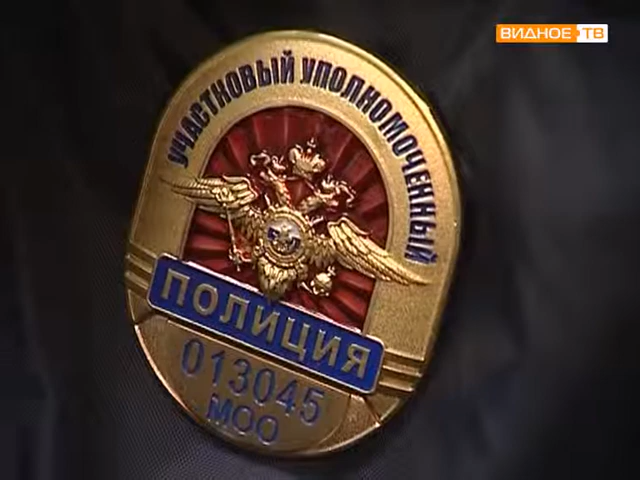 ВИДНОЕ ТВ
УЧАСТКОВЫЙ УПОЛНОМОЧЕННЫЙ
ПОЛИЦИЯ
013045
МОО